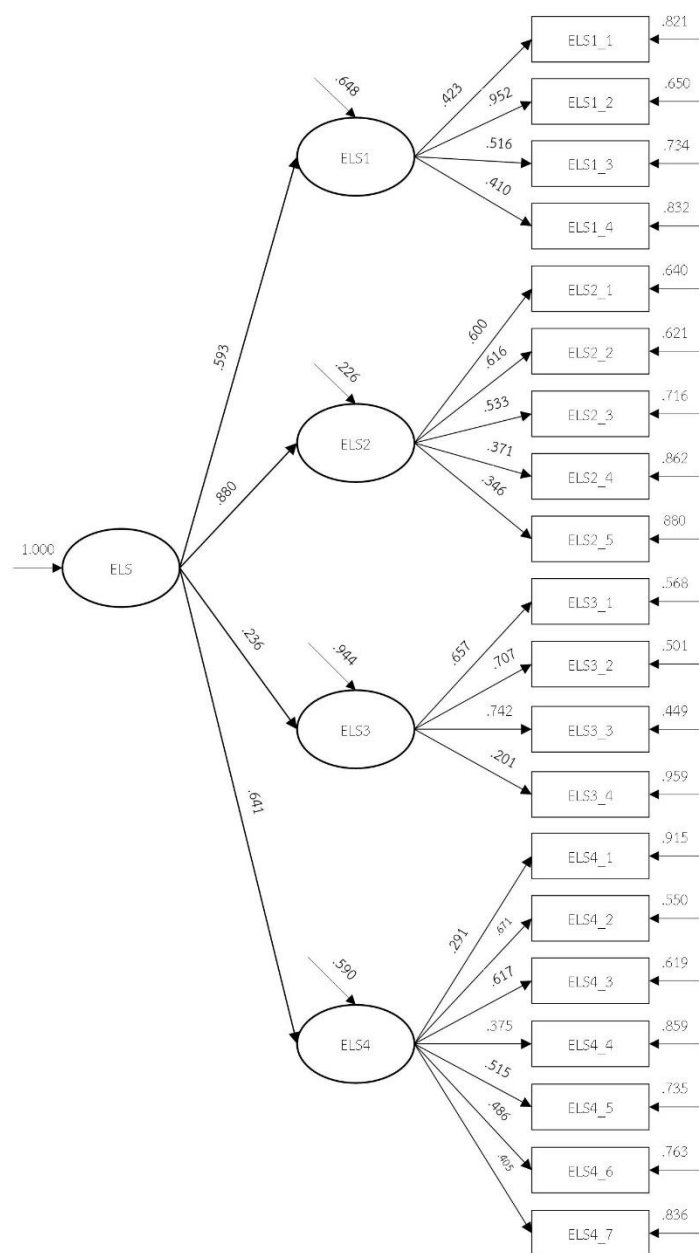 .821
ELS1_1
.648
.423
.650
ELS1_2
.952
ELS1
.516
.734
ELS1_3
.410
.832
ELS1_4
.640
ELS2_1
.593
.600
.621
ELS2_2
.226
.616
.716
ELS2_3
.533
ELS2
.371
.862
ELS2_4
.880
.346
880
ELS2_5
1.000
ELS
.568
ELS3_1
.236
.944
.657
.501
ELS3_2
.707
ELS3
.742
.449
ELS3_3
.201
.959
ELS3_4
.641
.915
ELS4_1
.291
.550
ELS4_2
.671
.590
.617
.619
ELS4_3
ELS4
.375
.859
ELS4_4
.515
.735
ELS4_5
.486
.763
ELS4_6
.405
.836
ELS4_7